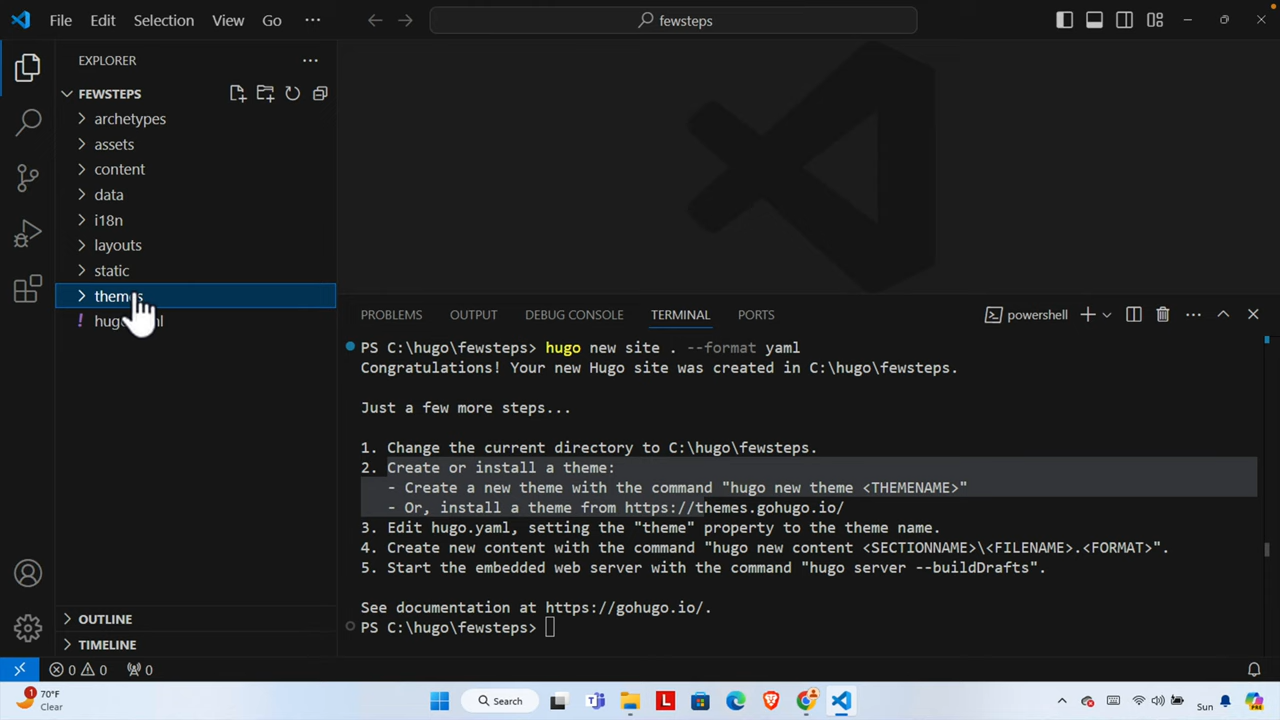 File Edit Selection View Go ··· fewsteps
EXPLORER
FEWSTEPS
archetypes
assets
content
data
i18n
layouts
static
themes
PROBLEMS OUTPUT DEBUG CONSOLE TERMINAL PORTS powershell
PS C:\hugo\fewsteps> hugo new site . --format yaml
Congratulations! Your new Hugo site was created in C:\hugo\fewsteps.
Just a few more steps...
1. Change the current directory to C:\hugo\fewsteps.
2. Create or install a theme:
- Create a new theme with the command "hugo new theme <THEMENAME>"
- Or, install a theme from https://themes.gohugo.io/
3. Edit hugo.yaml, setting the "theme" property to the theme name.
4. Create new content with the command "hugo new content <SECTIONNAME>\<FILENAME>.<FORMAT>".
5. Start the embedded web server with the command "hugo server --buildDrafts".
See documentation at https://gohugo.io/.
PS C:\hugo\fewsteps>
OUTLINE
TIMELINE
0 0 0
1
70°F
Clear
Search
Sun